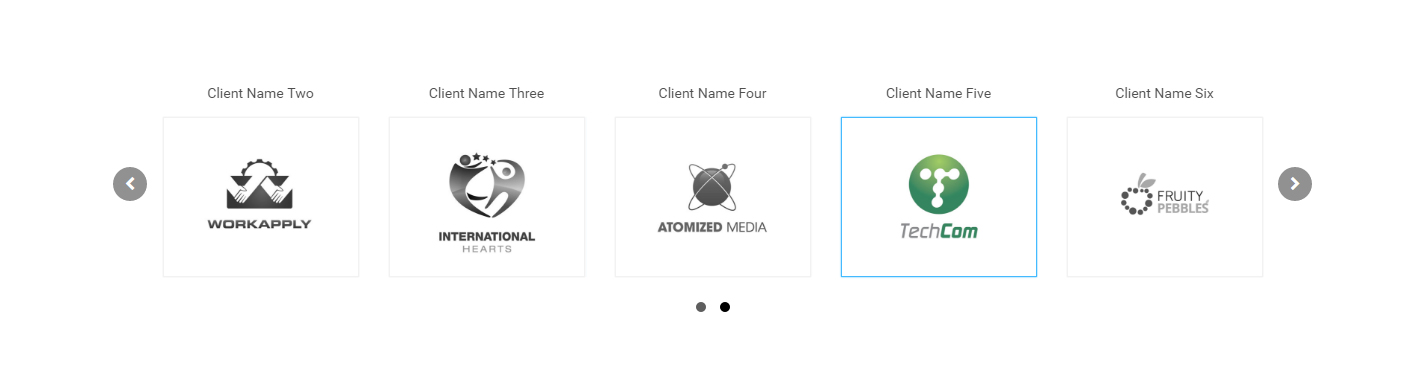 Client Name Two
Client Name Three
Client Name Four
Client Name Five
Client Name Six
WORKAPPLY
INTERNATIONAL
HEARTS
ATOMIZED MEDIA
TechCom
FRUITY
PEBBLES